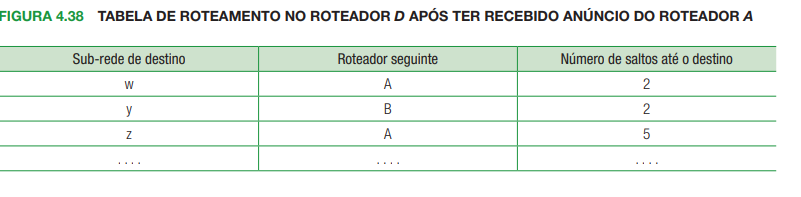 FIGURA 4.38 TABELA DE ROTEAMENTO NO ROTEADOR D APÓS TER RECEBIDO ANÚNCIO DO ROTEADOR A
Sub-rede de destino Roteador seguinte Número de saltos até o destino
w A 2
y B 2
z A 5
. . . . . . . . . . . .